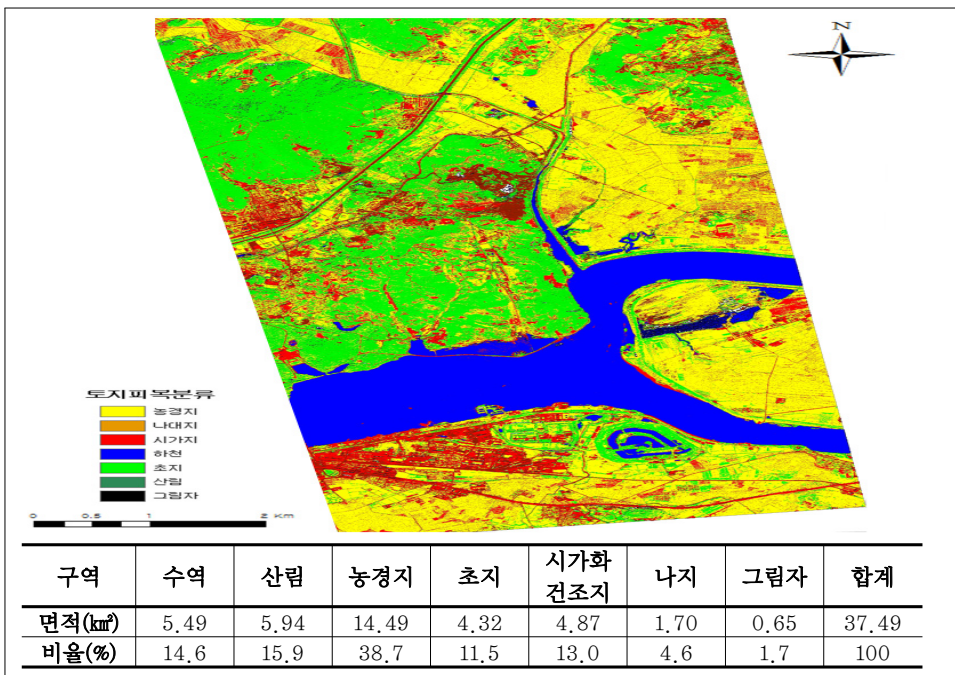 N
토지피복분류
농경지
나대지
시가지
하천
초지
산림
그림자
0 0.5 1 2 Km
구역 수역 산림 농경지 초지 시가화 건조지 나지 그림자 합계
면적(㎢) 5.49 5.94 14.49 4.32 4.87 1.70 0.65 37.49
비율(%) 14.6 15.9 38.7 11.5 13.0 4.6 1.7 100